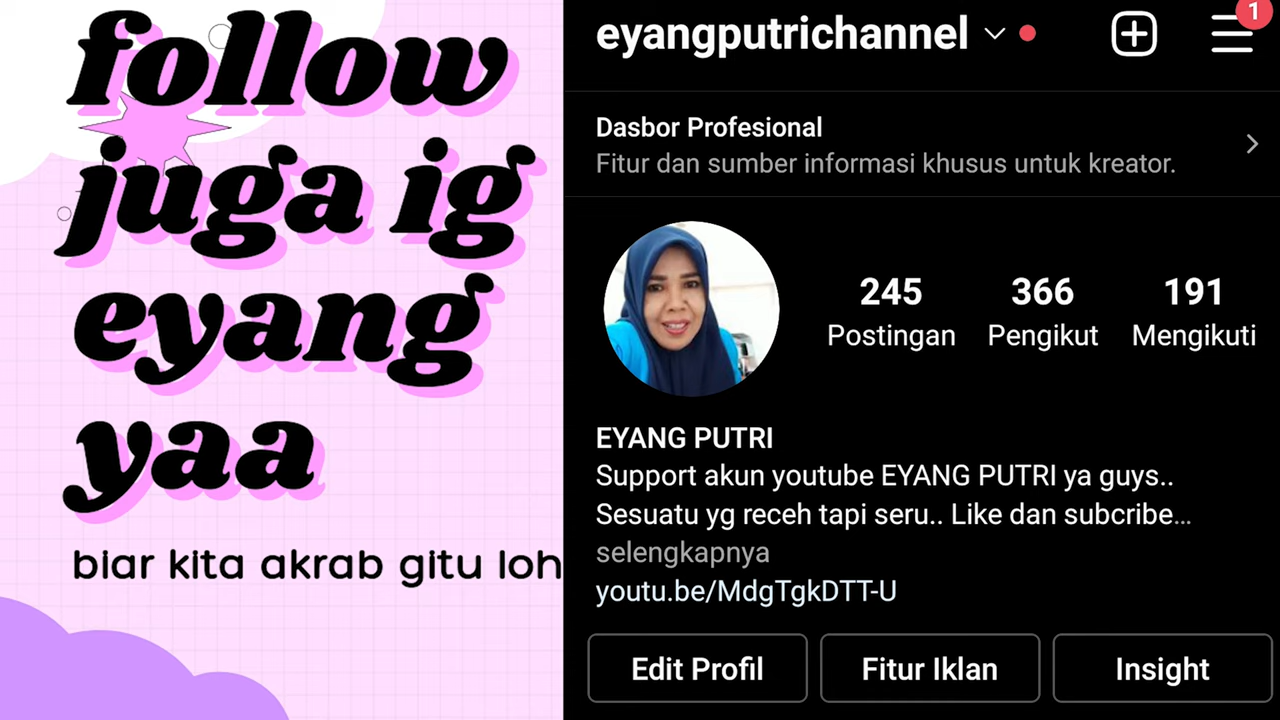 follow
juga ig
eyang
yaa
biar kita akrab gitu loh
eyangputrichannel
1
Dasbor Profesional
Fitur dan sumber informasi khusus untuk kreator.
245 366 191
Postingan Pengikut Mengikuti
EYANG PUTRI
Support akun youtube EYANG PUTRI ya guys..
Sesuatu yg receh tapi seru.. Like dan subcribe...
selengkapnya
youtu.be/MdgTgkDTT-U
Edit Profil Fitur Iklan Insight